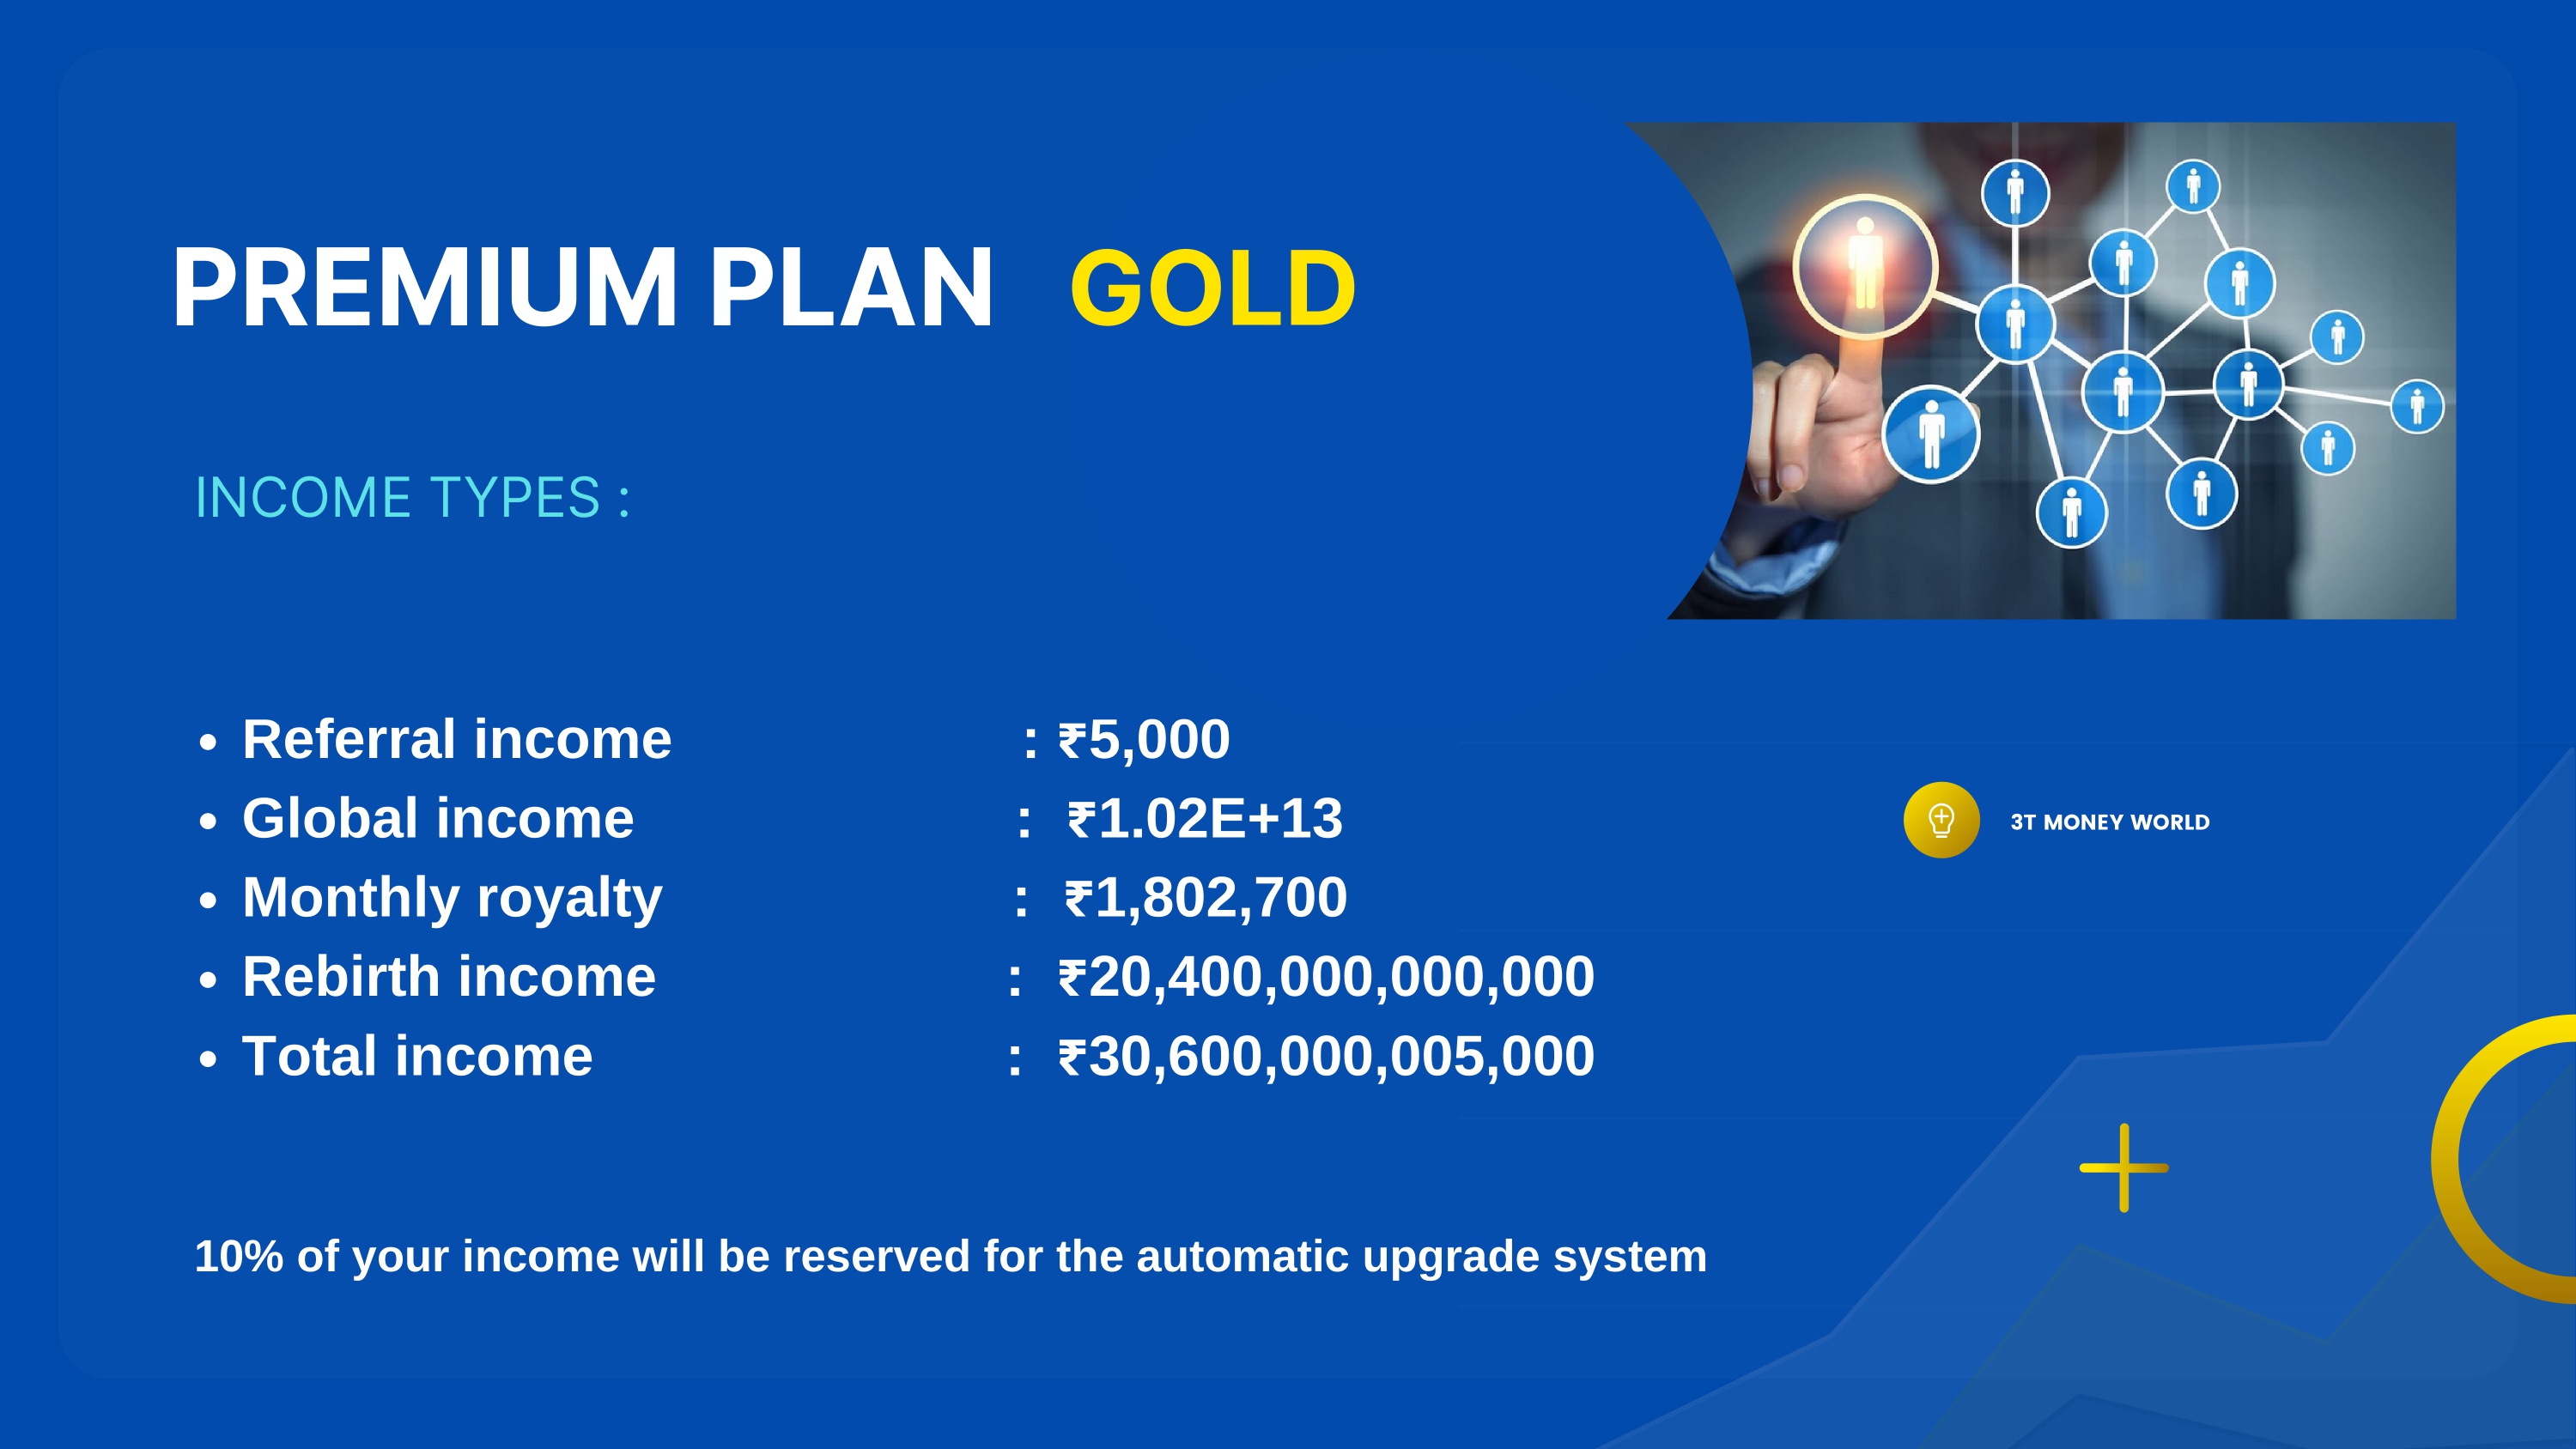 PREMIUM PLAN GOLD
INCOME TYPES :
• Referral income : ₹5,000
• Global income : ₹1.02E+13
• Monthly royalty : ₹1,802,700
• Rebirth income : ₹20,400,000,000,000
• Total income : ₹30,600,000,005,000
3T MONEY WORLD
10% of your income will be reserved for the automatic upgrade system